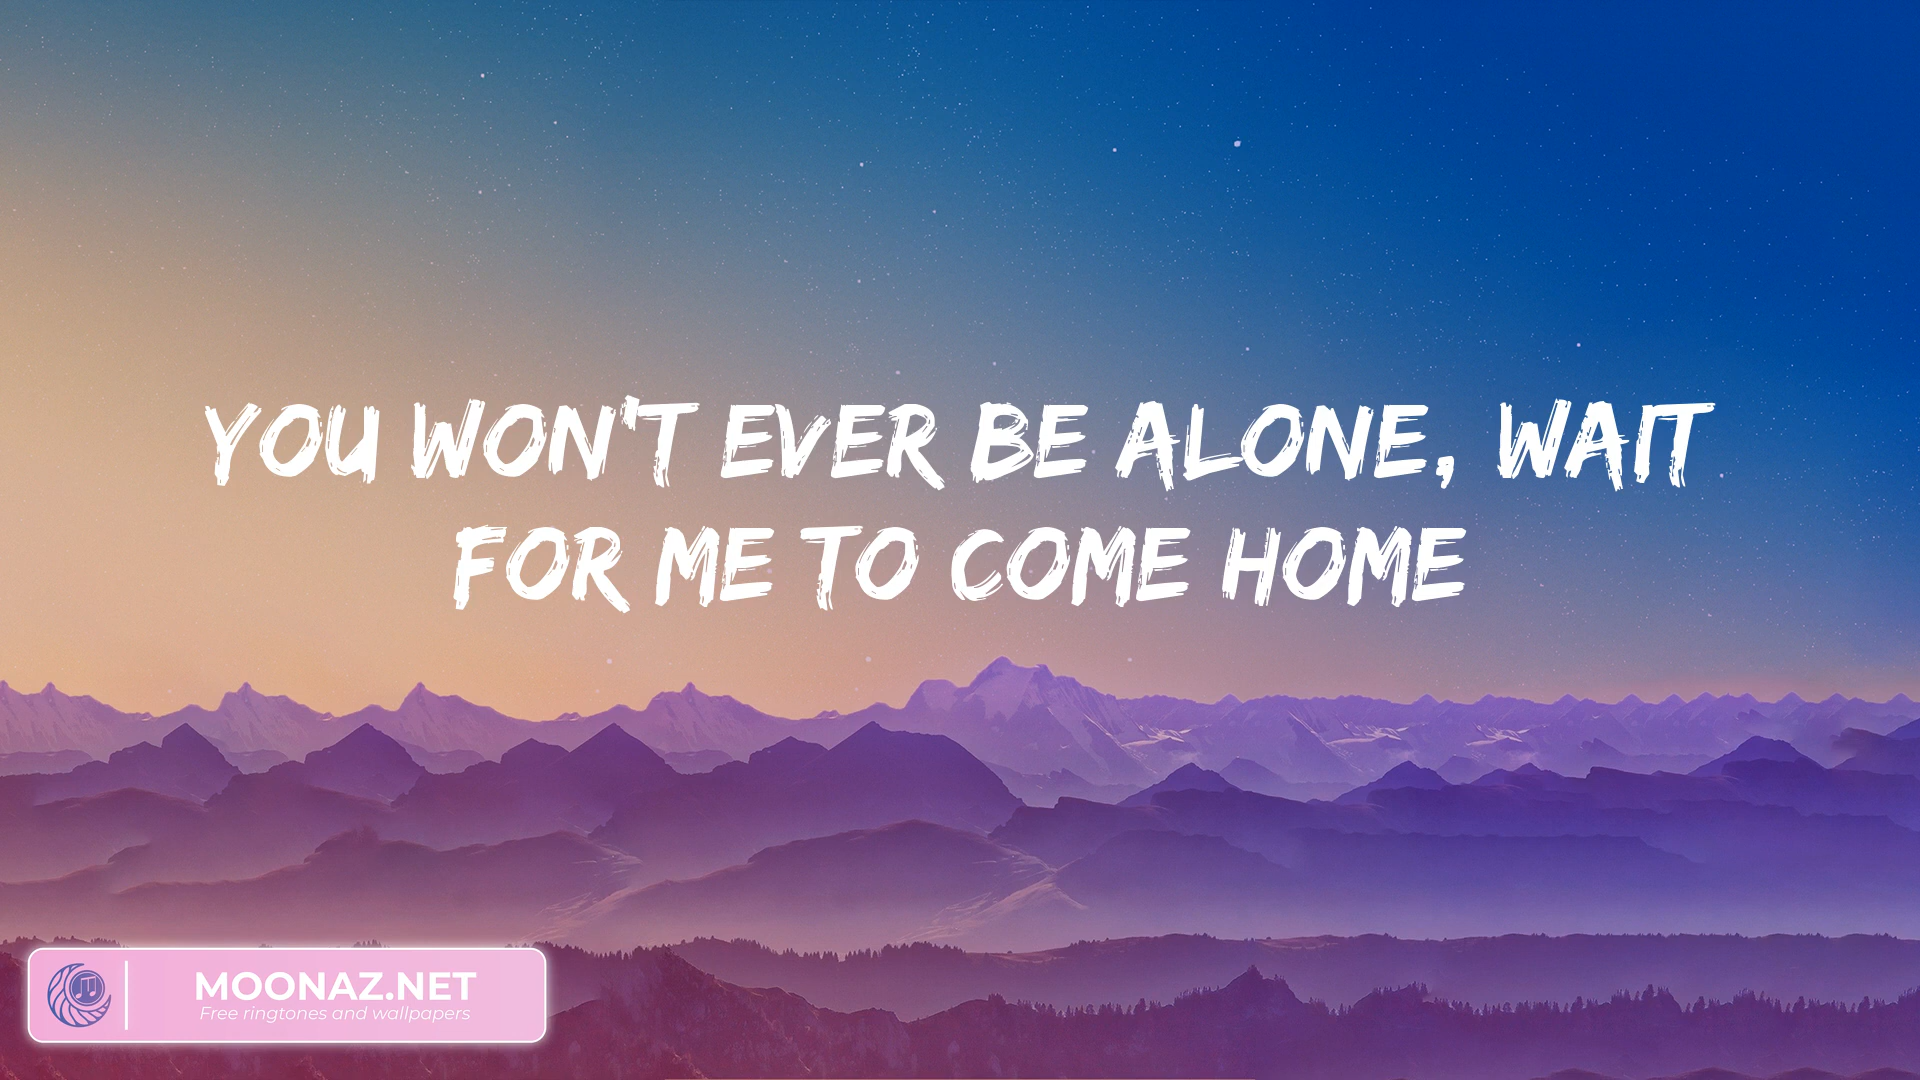 YOU WON'T EVER BE ALONE, WAIT
FOR ME TO COME HOME
MOONAZ.NET
Free ringtones and wallpapers